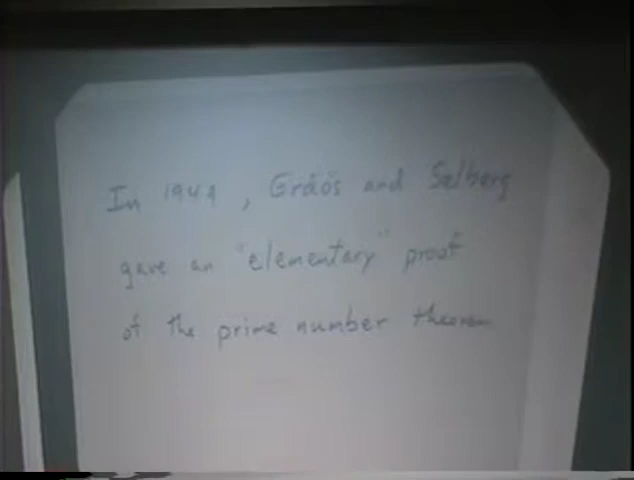 In 1949, Erdös and Selberg
gave an "elementary" proof
of the prime number theorem